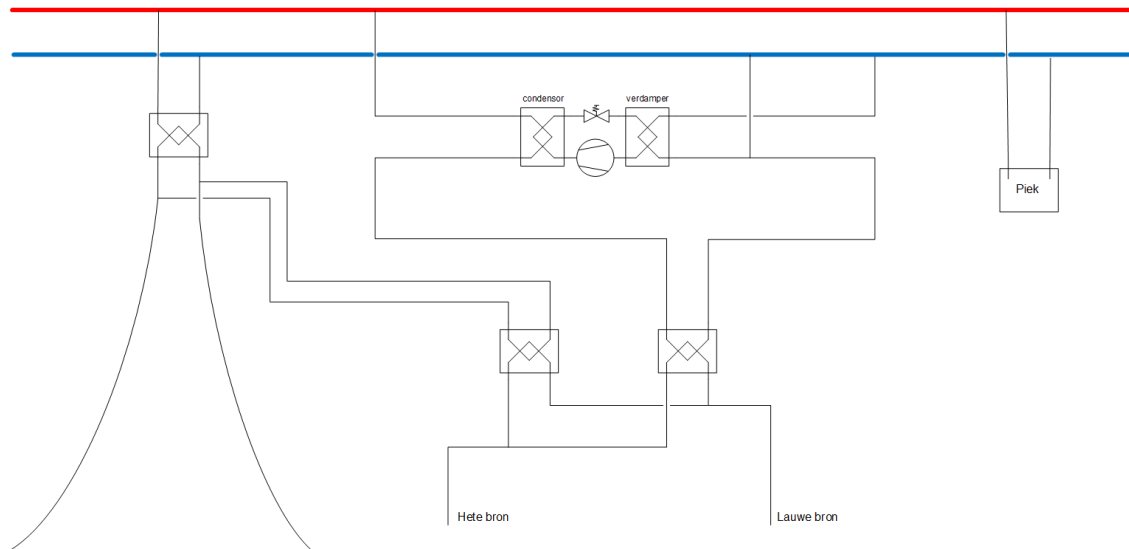 condensor
verdamper
Piek
Hete bron
Lauwe bron